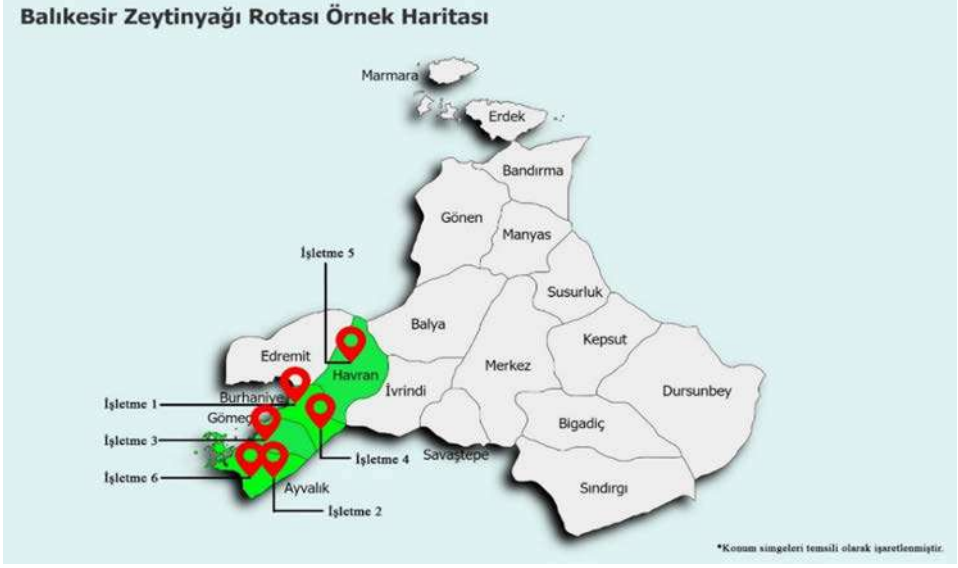 Balıkesir Zeytinyağı Rotası Örnek Haritası
Marmara
Erdek
Bandırma
Gönen
Manyas
İşletme 5
Susurluk
Balya
Kepsut
Edremit
Merkez
Havran
İvrindi
Dursunbey
Burhaniye
İşletme 1
Gömeç
Bigadiç
İşletme 3
Savaştepe
İşletme 4
İşletme 6
Ayvalık
Sındırgı
İşletme 2
*Konum simgeleri temsili olarak işaretlenmiştir.